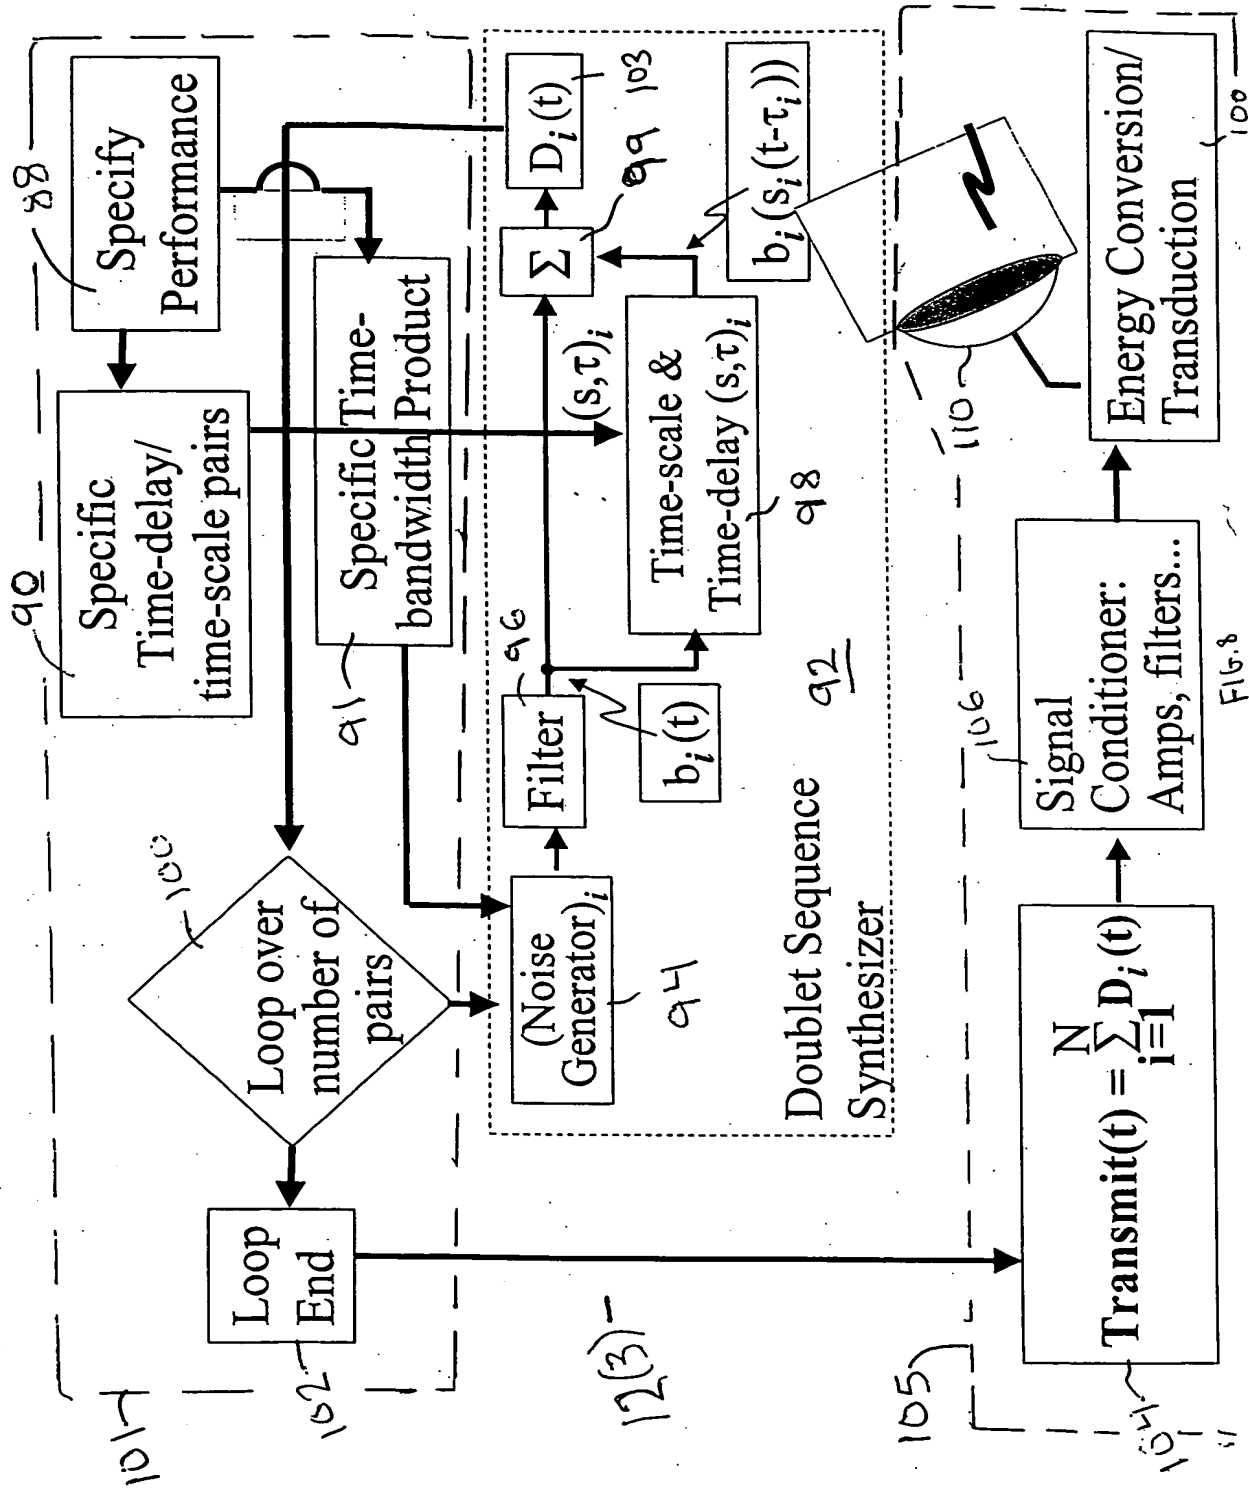 88
Specify
Performance
90
Specific
Time-delay/
time-scale pairs
91
Specific Time-
bandwidth Product
100
Loop over
number of
pairs
Loop
End
102
101
(Noise
Generator)i
94
Filter
96
bi(t)
(s,τ)i
Time-scale &
Time-delay (s,τ)i
98
Σ
99
Di(t)
103
bi(si(t-τi))
92
Doublet Sequence
Synthesizer
12(3)
105
Transmit(t) = N Σ i=1 Di(t)
104
Signal
Conditioner:
Amps, filters...
106
Energy Conversion/
Transduction
100
110
FIG.8